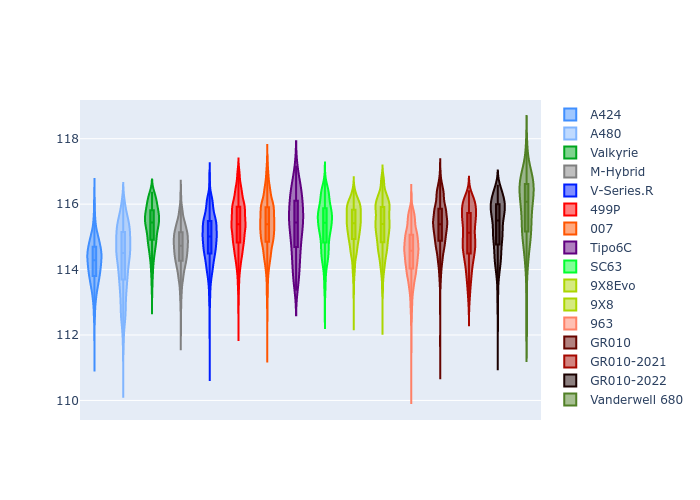 118
116
114
112
110
A424
A480
Valkyrie
M-Hybrid
V-Series.R
499P
007
Tipo6C
SC63
9X8Evo
9X8
963
GR010
GR010-2021
GR010-2022
Vanderwell 680